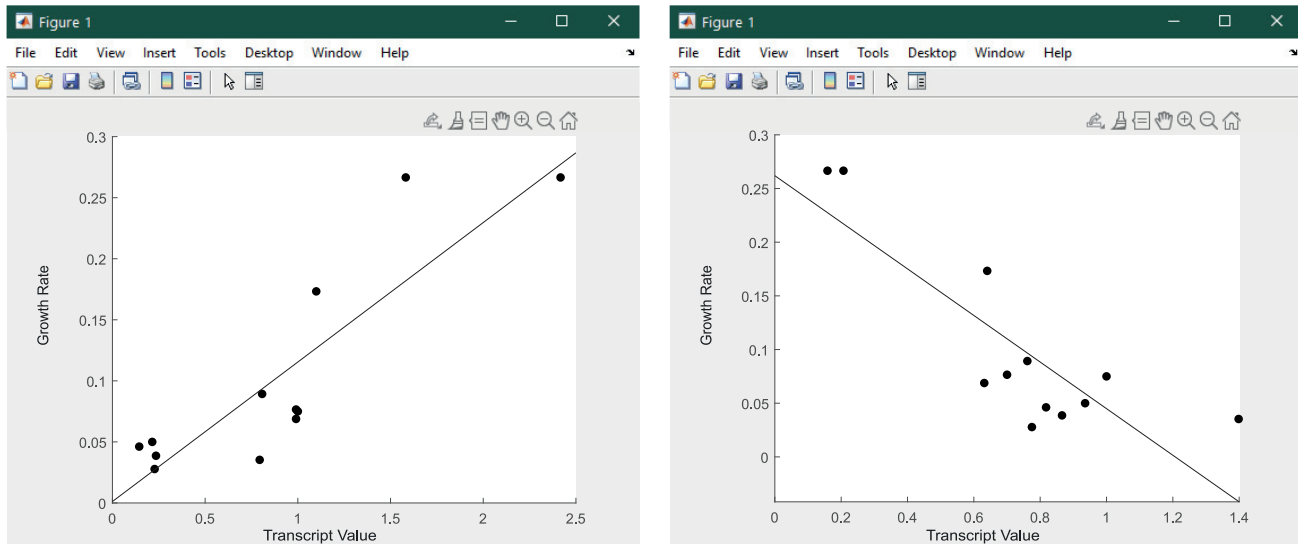 Figure 1
File Edit View Insert Tools Desktop Window Help
0.3
0.25
0.2
0.15
0.1
0.05
0
Growth Rate
0 0.5 1 1.5 2 2.5
Transcript Value
Figure 1
File Edit View Insert Tools Desktop Window Help
0.3
0.25
0.2
0.15
0.1
0.05
0
Growth Rate
0 0.2 0.4 0.6 0.8 1 1.2 1.4
Transcript Value